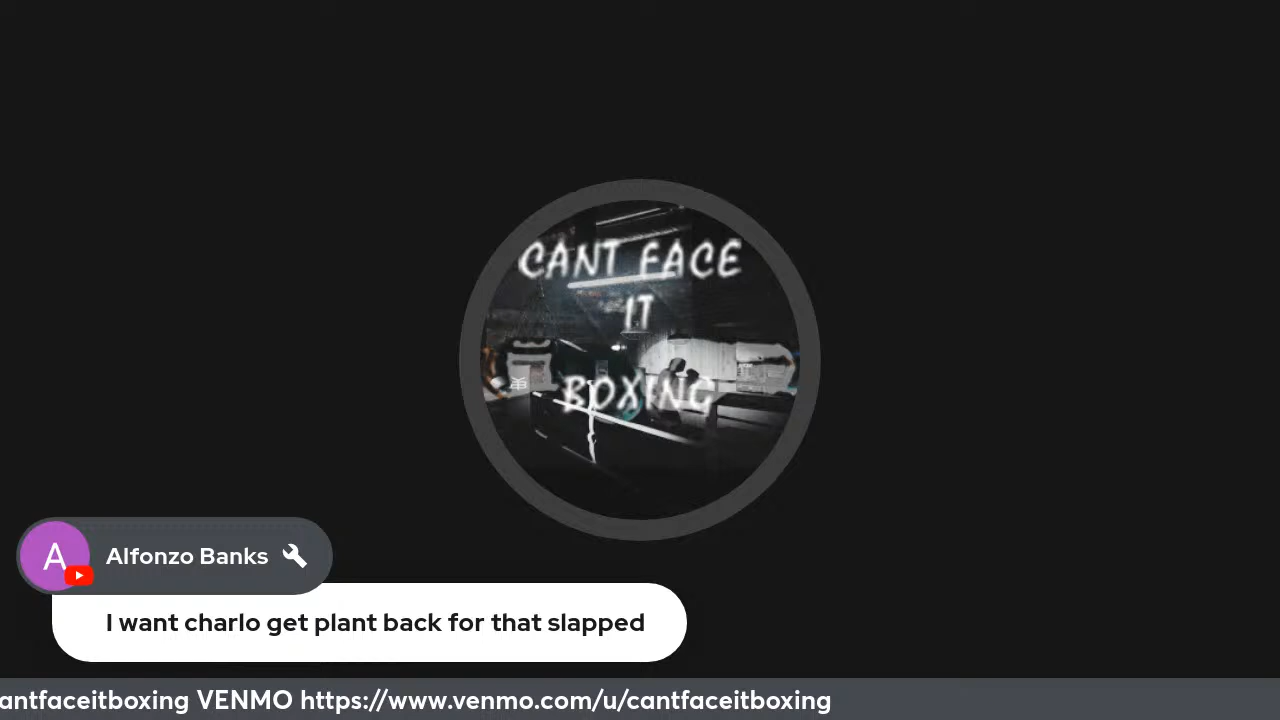 CANT FACE
IT
BOXING
A Alfonzo Banks
I want charlo get plant back for that slapped
antfaceitboxing VENMO https://www.venmo.com/u/cantfaceitboxing